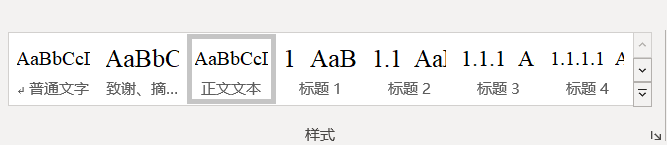 AaBbCcI AaBbC AaBbCcI 1 AaB 1.1 Aal 1.1.1 A 1.1.1.1 A
↲ 普通文字 致谢、摘... 正文文本 标题 1 标题 2 标题 3 标题 4
样式